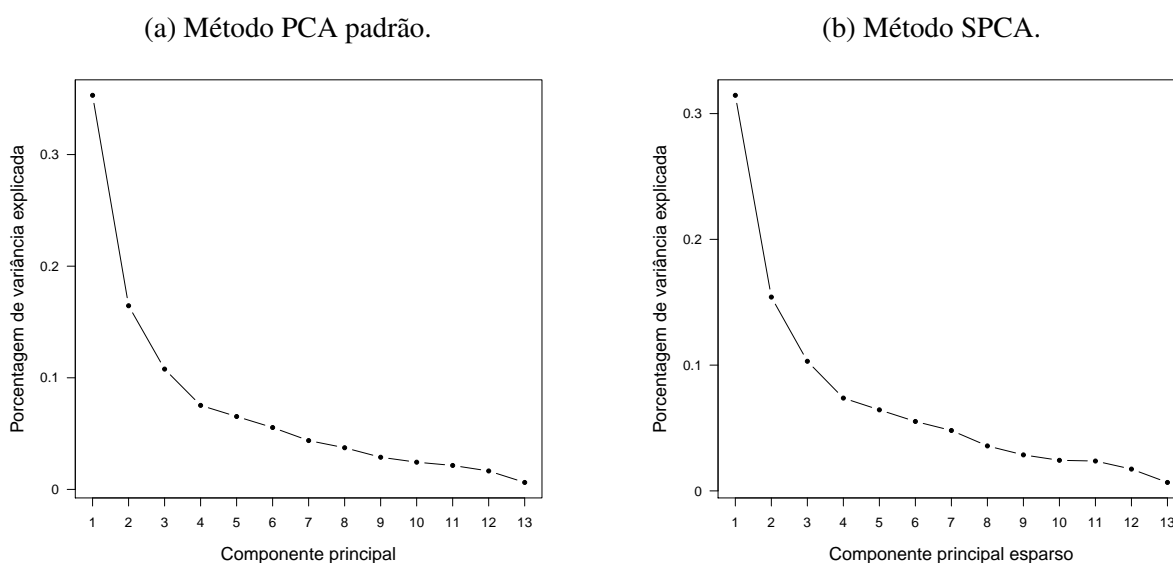 (a) Método PCA padrão.
Porcentagem de variância explicada
0.3
0.2
0.1
0
1 2 3 4 5 6 7 8 9 10 11 12 13
Componente principal
(b) Método SPCA.
Porcentagem de variância explicada
0.3
0.2
0.1
0
1 2 3 4 5 6 7 8 9 10 11 12 13
Componente principal esparso